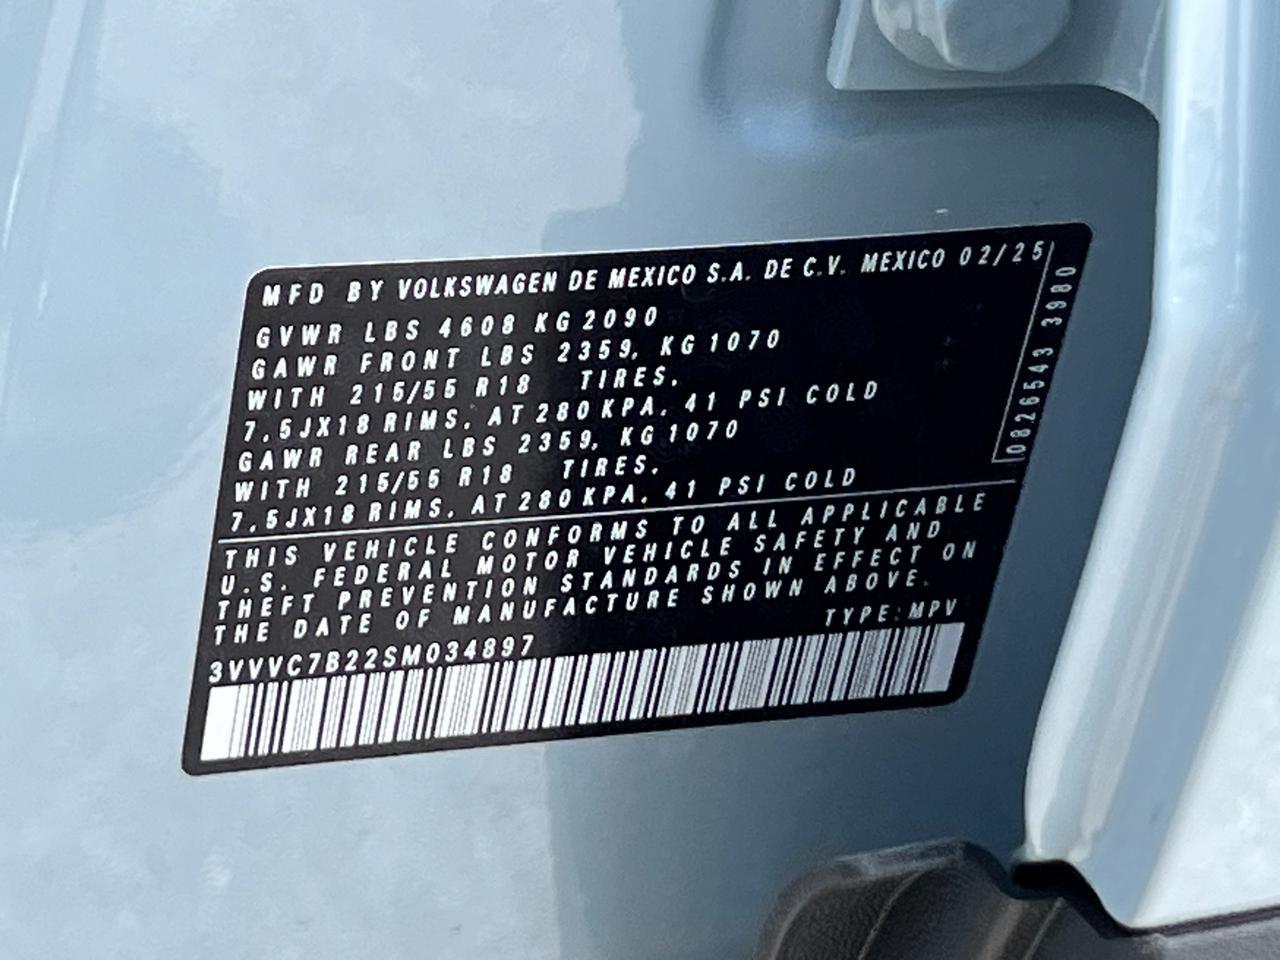 MFD BY VOLKSWAGEN DE MEXICO S.A. DE C.V. MEXICO 02/25
GVWR LBS 4608 KG 2090
GAWR FRONT LBS 2359, KG 1070
WITH 215/55 R18 TIRES.
7,5JX18 RIMS. AT 280 KPA. 41 PSI COLD
GAWR REAR LBS 2359, KG 1070
WITH 215/55 R18 TIRES.
7,5JX18 RIMS. AT 280 KPA. 41 PSI COLD
0826543 3980
THIS VEHICLE CONFORMS TO ALL APPLICABLE
U.S. FEDERAL MOTOR VEHICLE SAFETY AND
THEFT PREVENTION STANDARDS IN EFFECT ON
THE DATE OF MANUFACTURE SHOWN ABOVE.
TYPE: MPV
3VVVC7B22SM034897